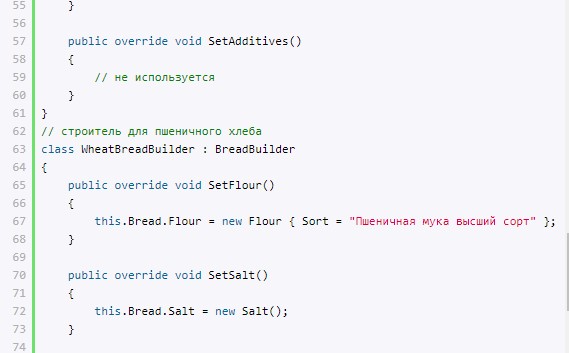 55     }
56
57     public override void SetAdditives()
58     {
59         // не используется
60     }
61 }
62 // строитель для пшеничного хлеба
63 class WheatBreadBuilder : BreadBuilder
64 {
65     public override void SetFlour()
66     {
67         this.Bread.Flour = new Flour { Sort = "Пшеничная мука высший сорт" };
68     }
69
70     public override void SetSalt()
71     {
72         this.Bread.Salt = new Salt();
73     }
74